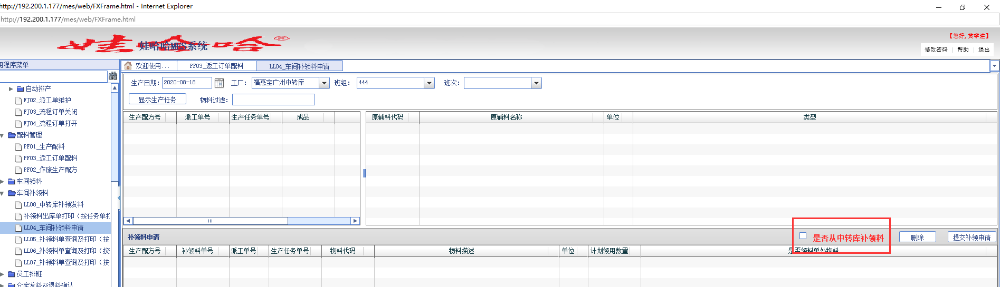 http://192.200.1.177/mes/web/FXFrame.html - Internet Explorer
http://192.200.1.177/mes/web/FXFrame.html
娃哈哈®
娃哈哈MES系统
【您好, 黄孝建】
修改密码 | 帮助 | 退出
用程序菜单
欢迎使用... PF03_返工订单配料 LL04_车间补领料申请
自动排产
FJ02_派工单维护
FJ03_流程订单关闭
FJ04_流程订单打开
配料管理
PF01_生产配料
PF03_返工订单配料
PF02_作废生产配方
车间领料
车间补领料
LL08_中转库补领发料
补领料出库单打印（按任务单打
LL04_车间补领料申请
LL05_补领料单查询及打印（按
LL06_补领料单查询及打印（按
LL07_补领料单查询及打印（按
员工排班
仓库发料及退料确认
生产日期: 2020-08-18 工厂: 福惠宝广州中转库 班组: 444 班次:
显示生产任务 物料过滤:
生产配方号 派工单号 生产任务单号 成品
原辅料代码 原辅料名称 单位 类型
补领料申请 是否从中转库补领料 删除 提交补领申请
生产配方号 补领料单号 派工单号 生产任务单号 物料代码 物料描述 单位 计划领用数量 是否领料单外物料